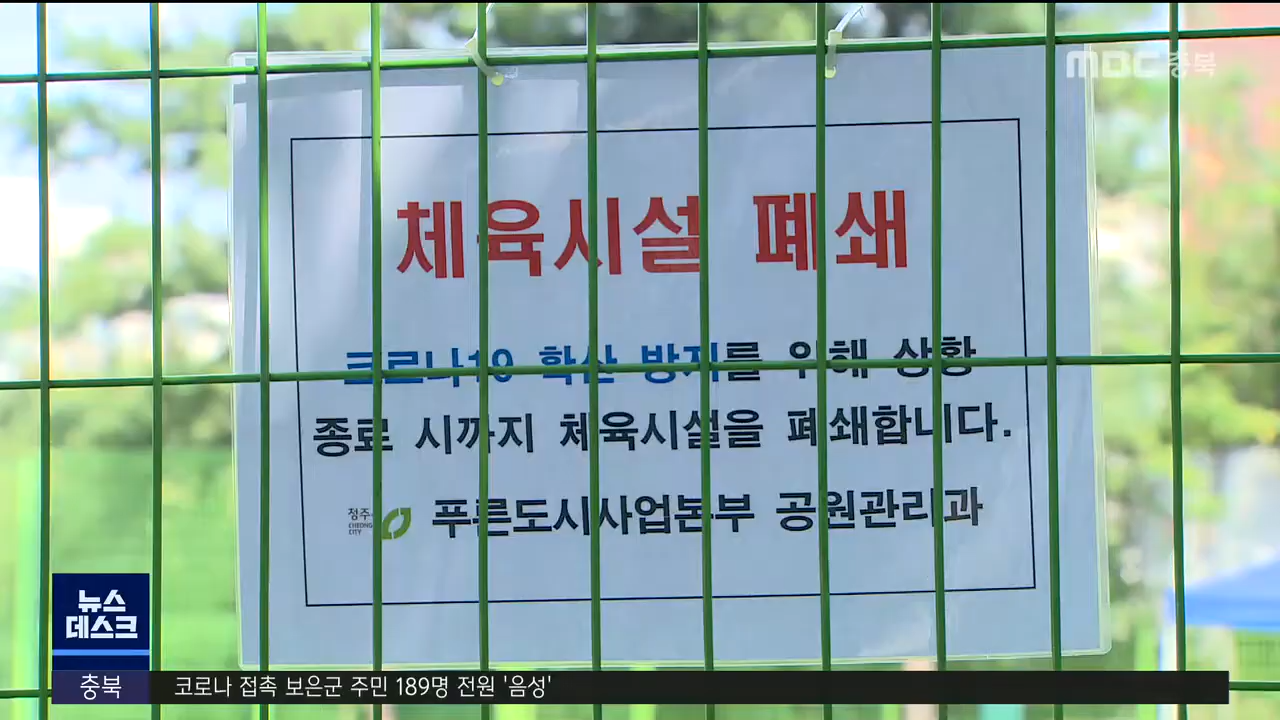 MBC충북
체육시설 폐쇄
코로나19 확산 방지를 위해 상황
종료 시까지 체육시설을 폐쇄합니다.
청주
CHEONG
CITY
푸른도시사업본부 공원관리과
뉴스
데스크
충북
코로나 접촉 보은군 주민 189명 전원 '음성'